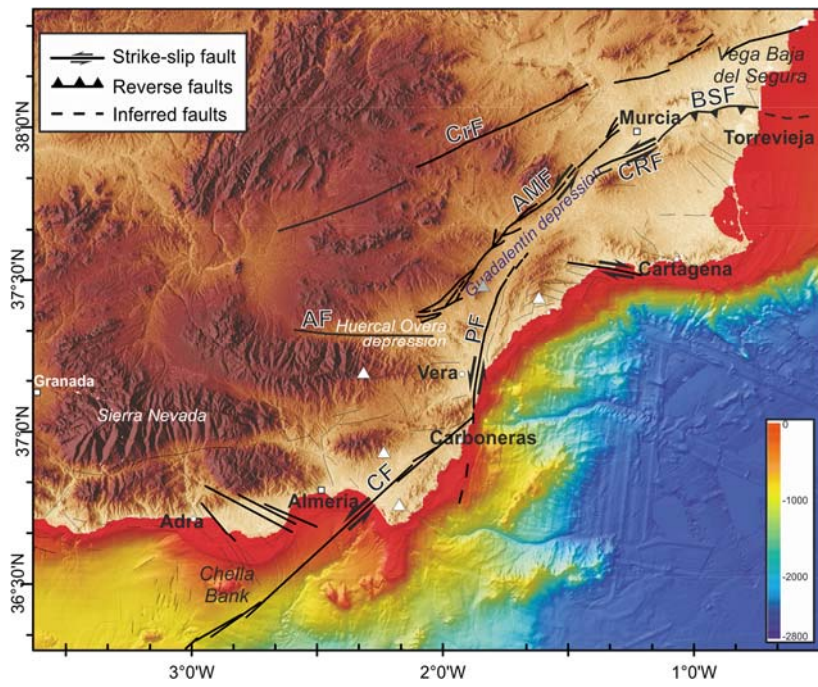 Strike-slip fault
Reverse faults
Inferred faults
Vega Baja
del Segura
BSF
Murcia
Torrevieja
CrF
CRF
AMF
Guadalentin depression
Cartagena
AF
Huercal Overa
depression
PF
Vera
Granada
Sierra Nevada
Carboneras
CF
Almeria
Adra
Chella
Bank
38°0'N
37°30'N
37°0'N
36°30'N
3°0'W
2°0'W
1°0'W
0
-1000
-2000
-2800